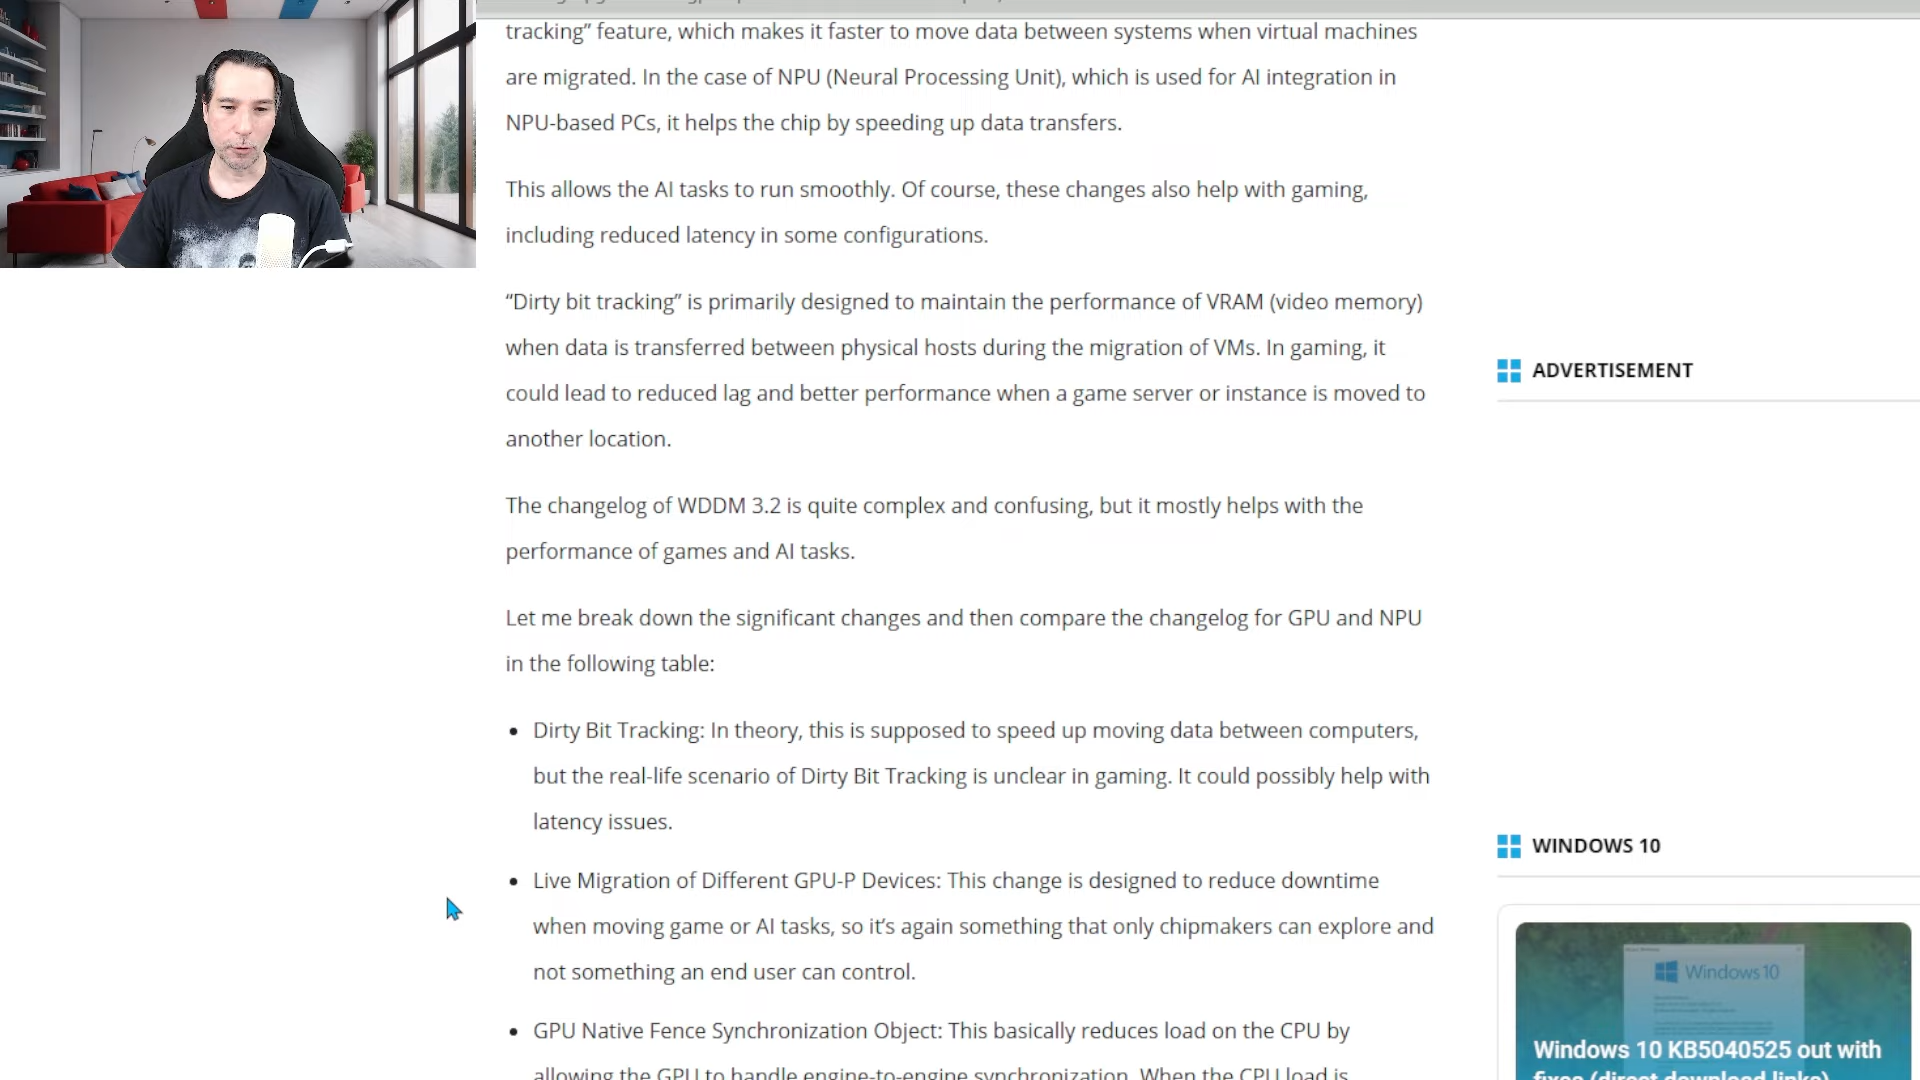 tracking” feature, which makes it faster to move data between systems when virtual machines
are migrated. In the case of NPU (Neural Processing Unit), which is used for AI integration in
NPU-based PCs, it helps the chip by speeding up data transfers.
This allows the AI tasks to run smoothly. Of course, these changes also help with gaming,
including reduced latency in some configurations.
“Dirty bit tracking” is primarily designed to maintain the performance of VRAM (video memory)
when data is transferred between physical hosts during the migration of VMs. In gaming, it
could lead to reduced lag and better performance when a game server or instance is moved to
another location.
The changelog of WDDM 3.2 is quite complex and confusing, but it mostly helps with the
performance of games and AI tasks.
Let me break down the significant changes and then compare the changelog for GPU and NPU
in the following table:
• Dirty Bit Tracking: In theory, this is supposed to speed up moving data between computers,
but the real-life scenario of Dirty Bit Tracking is unclear in gaming. It could possibly help with
latency issues.
• Live Migration of Different GPU-P Devices: This change is designed to reduce downtime
when moving game or AI tasks, so it’s again something that only chipmakers can explore and
not something an end user can control.
• GPU Native Fence Synchronization Object: This basically reduces load on the CPU by
allowing the GPU to handle engine-to-engine synchronization. When the CPU load is
ADVERTISEMENT
WINDOWS 10
Windows 10
Windows 10 KB5040525 out with
fixes (direct download links)